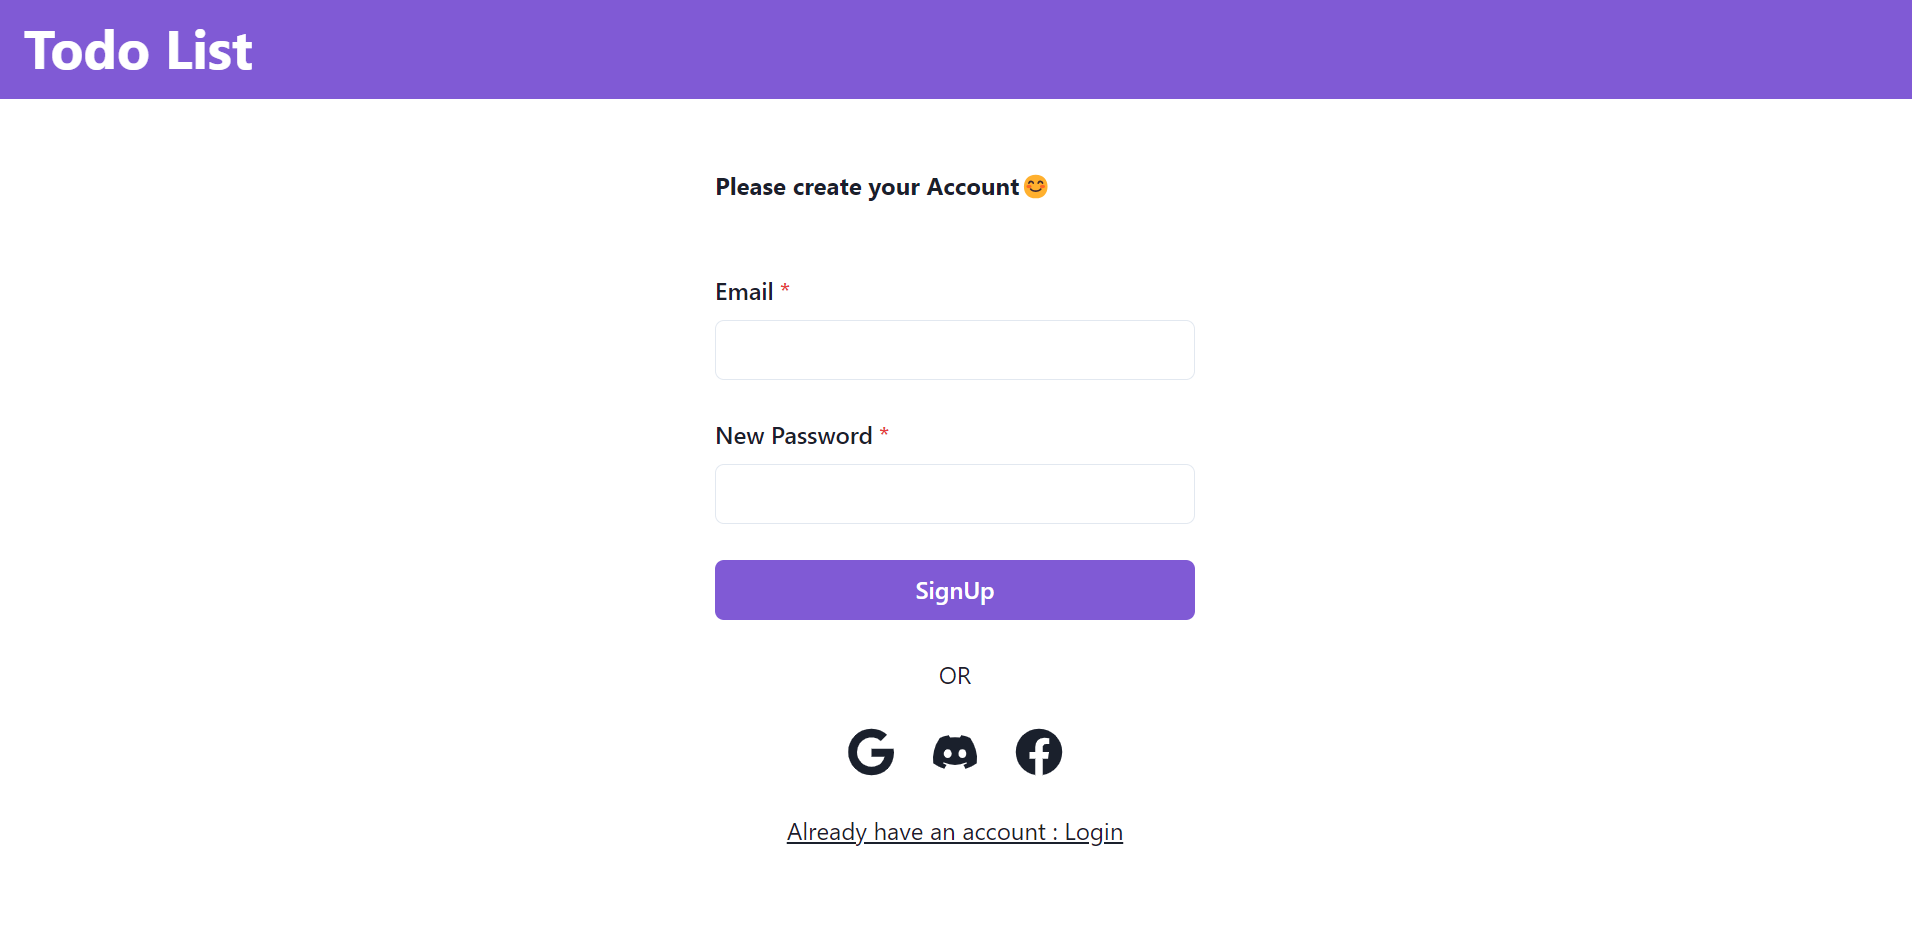 Todo List
Please create your Account😊
Email *
New Password *
SignUp
OR
Already have an account : Login